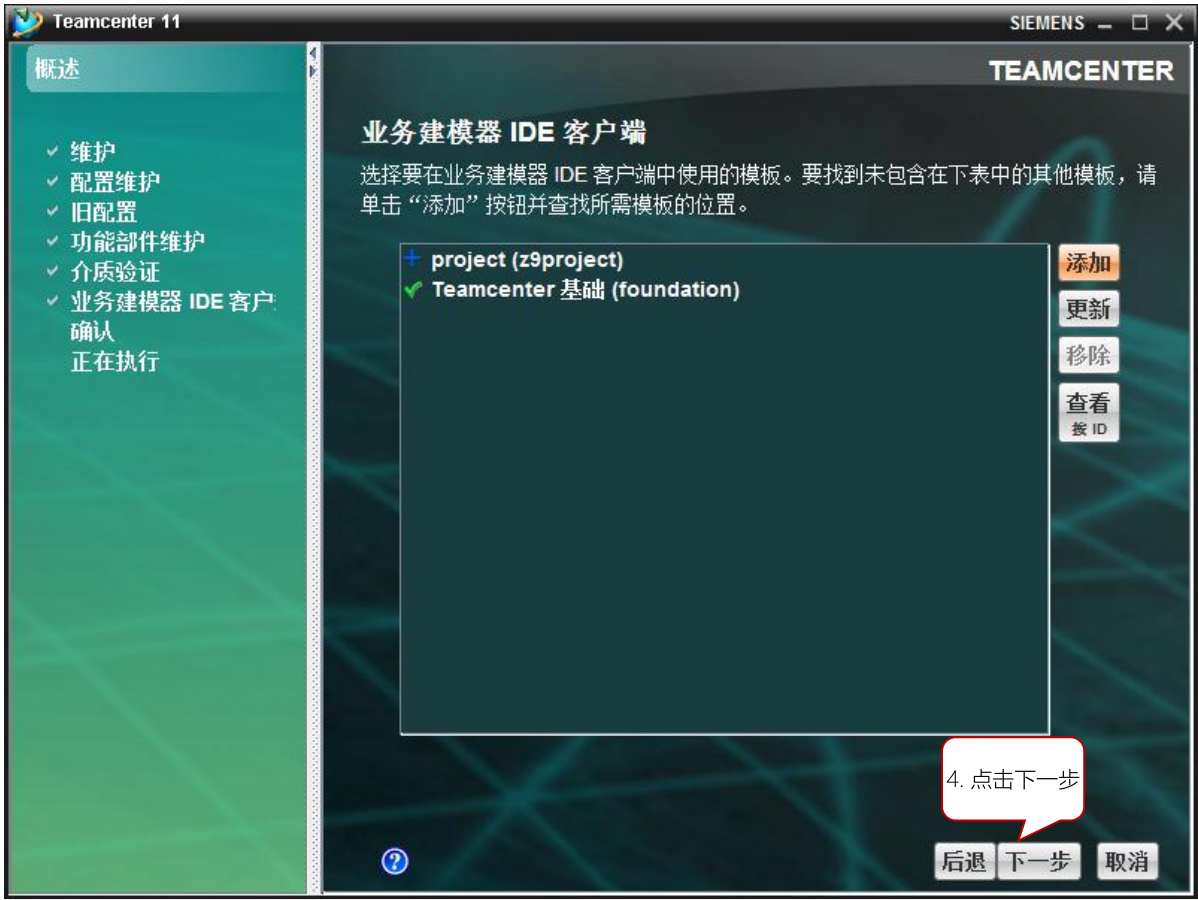 Teamcenter 11
SIEMENS
概述
TEAMCENTER
维护
配置维护
旧配置
功能部件维护
介质验证
业务建模器 IDE 客户
确认
正在执行
业务建模器 IDE 客户端
选择要在业务建模器 IDE 客户端中使用的模板。要找到未包含在下表中的其他模板，请
单击“添加”按钮并查找所需模板的位置。
project (z9project)
Teamcenter 基础 (foundation)
添加
更新
移除
查看
按 ID
4. 点击下一步
后退
下一步
取消